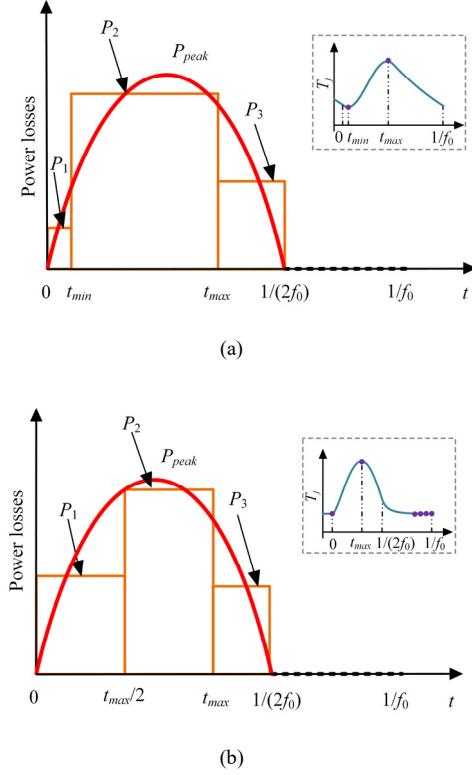 P2
Ppeak
P3
P1
Power losses
0 tmin tmax 1/(2f0) 1/f0 t
Tj
0 tmin tmax 1/f0
(a)
P2
Ppeak
P1
P3
Power losses
0 tmax/2 tmax 1/(2f0) 1/f0 t
Tj
0 tmax 1/(2f0) 1/f0
(b)